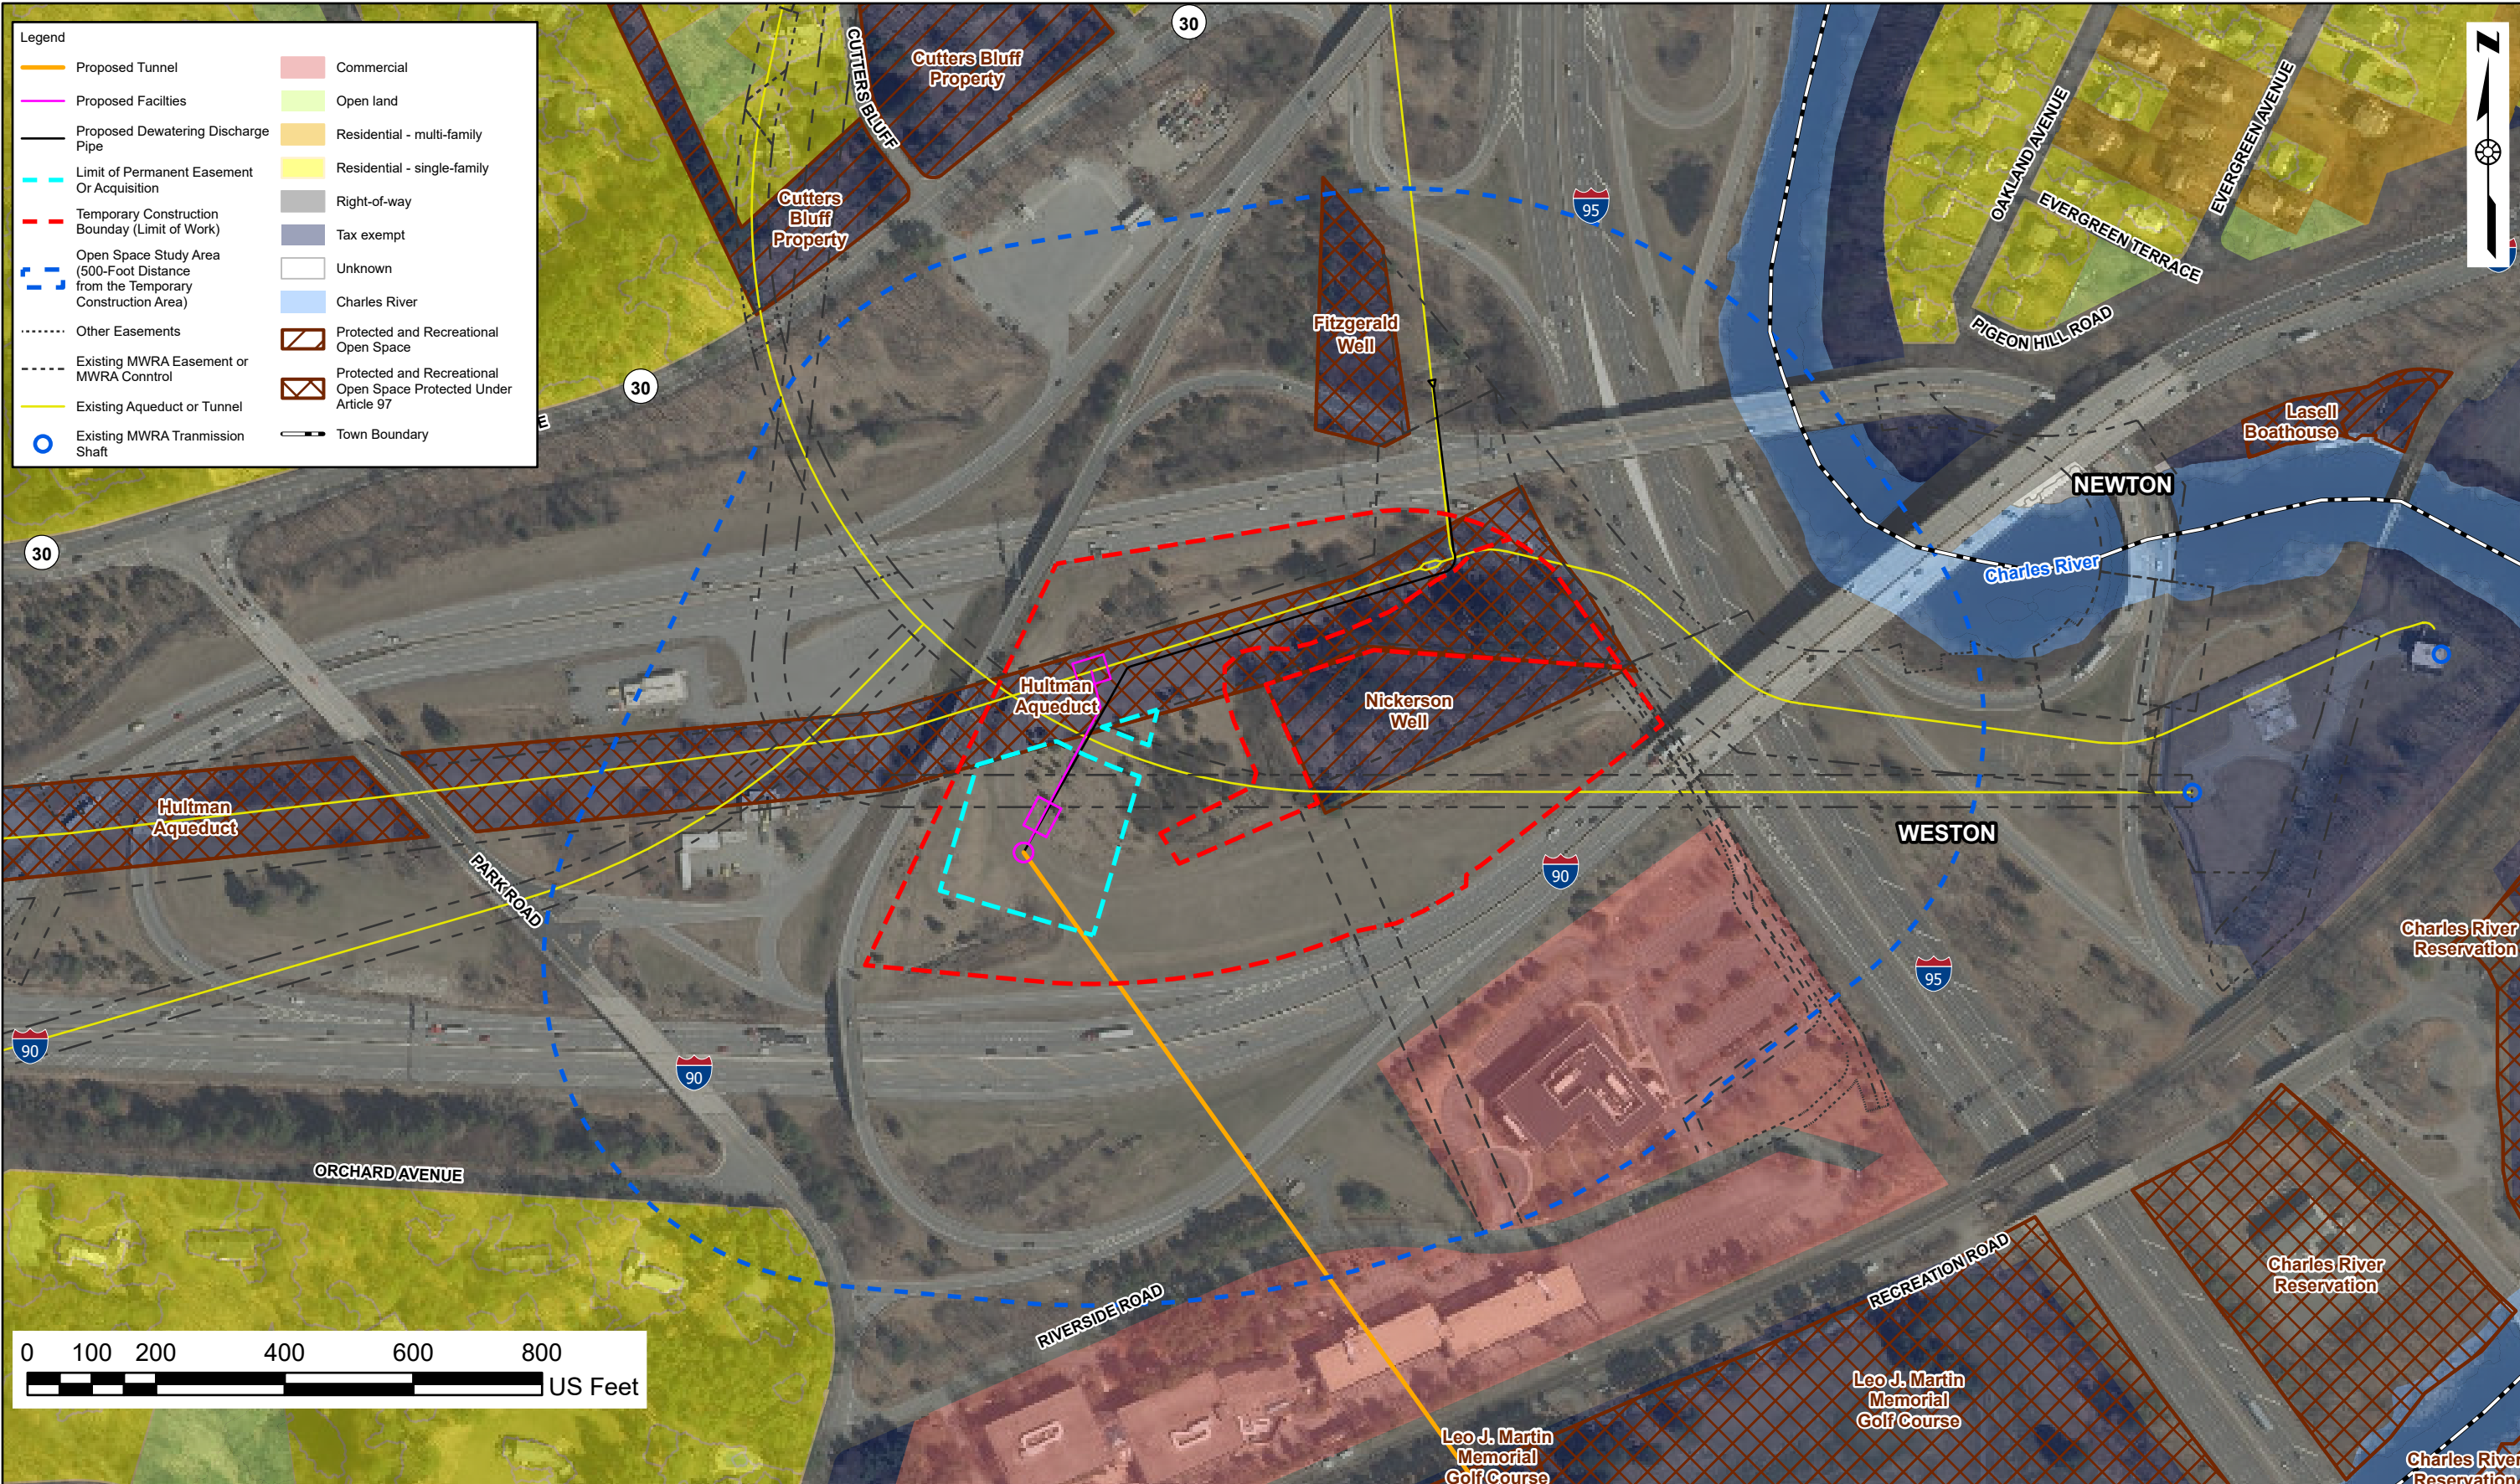 Legend
Proposed Tunnel
Proposed Facilties
Proposed Dewatering Discharge
Pipe
Limit of Permanent Easement
Or Acquisition
Temporary Construction
Bounday (Limit of Work)
Open Space Study Area
(500-Foot Distance
from the Temporary
Construction Area)
Other Easements
Existing MWRA Easement or
MWRA Conntrol
Existing Aqueduct or Tunnel
Existing MWRA Tranmission
Shaft
Commercial
Open land
Residential - multi-family
Residential - single-family
Right-of-way
Tax exempt
Unknown
Charles River
Protected and Recreational
Open Space
Protected and Recreational
Open Space Protected Under
Article 97
Town Boundary
30
CUTTERS BLUFF
Cutters Bluff
Property
Cutters
Bluff
Property
30
E
30
95
Fitzgerald
Well
OAKLAND AVENUE
EVERGREEN AVENUE
EVERGREEN TERRACE
PIGEON HILL ROAD
N
Lasell
Boathouse
NEWTON
Charles River
Hultman
Aqueduct
Nickerson
Well
Hultman
Aqueduct
PARK ROAD
WESTON
90
95
Charles River
Reservation
90
90
ORCHARD AVENUE
RIVERSIDE ROAD
RECREATION ROAD
Charles River
Reservation
Leo J. Martin
Memorial
Golf Course
Leo J. Martin
Memorial
Golf Course
Charles River
Reservation
0 100 200 400 600 800
US Feet